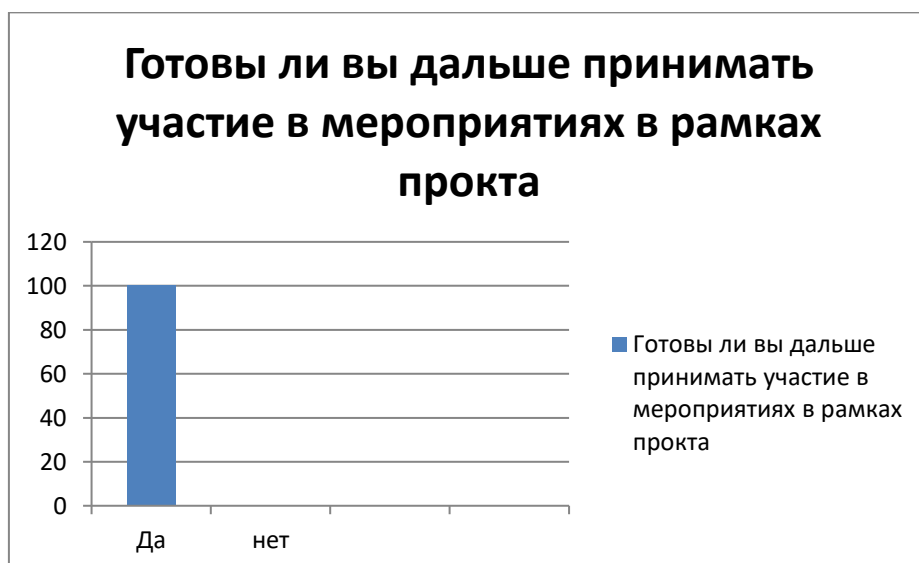 Готовы ли вы дальше принимать
участие в мероприятиях в рамках
прокта
120
100
80
60
40
20
0
Да нет
Готовы ли вы дальше
принимать участие в
мероприятиях в рамках
прокта